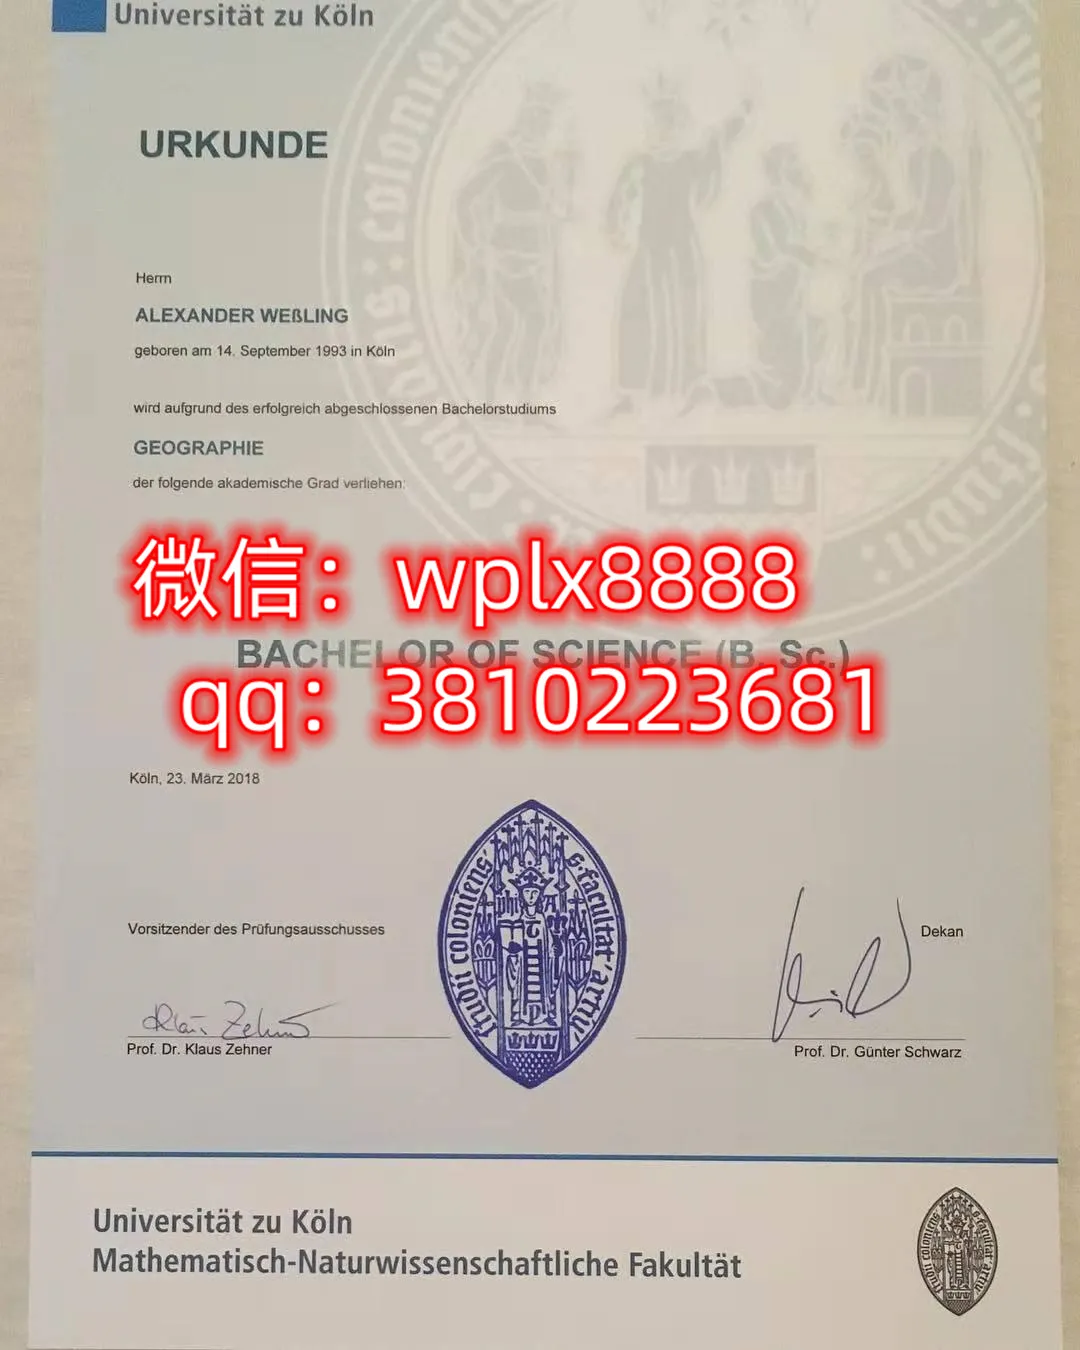 Universität zu Köln
URKUNDE
Herrn
ALEXANDER WEßLING
geboren am 14. September 1993 in Köln
wird aufgrund des erfolgreich abgeschlossenen Bachelorstudiums
GEOGRAPHIE
der folgende akademische Grad verliehen:
微信：wplx8888
BACHELOR OF SCIENCE (B. Sc.)
qq：3810223681
Köln, 23. März 2018
Vorsitzender des Prüfungsausschusses
Dekan
Klaus Zehner
Prof. Dr. Klaus Zehner
Prof. Dr. Günter Schwarz
Universität zu Köln
Mathematisch-Naturwissenschaftliche Fakultät